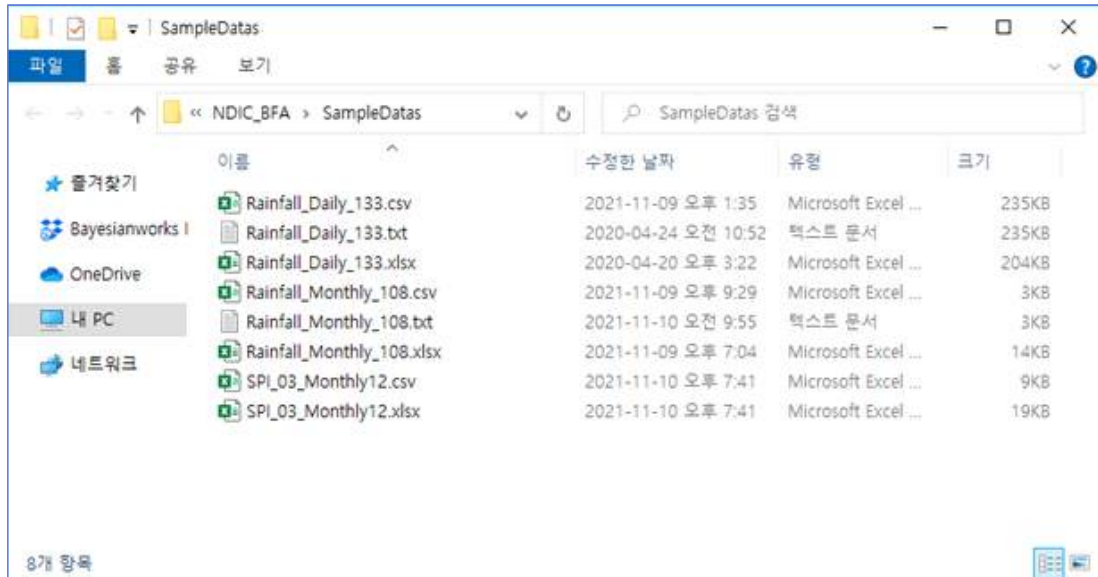 SampleDatas
파일 홈 공유 보기
« NDIC_BFA > SampleDatas SampleDatas 검색
이름 수정한 날짜 유형 크기
즐겨찾기
Bayesianworks
OneDrive
내 PC
네트워크
Rainfall_Daily_133.csv 2021-11-09 오후 1:35 Microsoft Excel ... 235KB
Rainfall_Daily_133.txt 2020-04-24 오전 10:52 텍스트 문서 235KB
Rainfall_Daily_133.xlsx 2020-04-20 오후 3:22 Microsoft Excel ... 204KB
Rainfall_Monthly_108.csv 2021-11-09 오후 9:29 Microsoft Excel ... 3KB
Rainfall_Monthly_108.txt 2021-11-10 오전 9:55 텍스트 문서 3KB
Rainfall_Monthly_108.xlsx 2021-11-09 오후 7:04 Microsoft Excel ... 14KB
SPI_03_Monthly12.csv 2021-11-10 오후 7:41 Microsoft Excel ... 9KB
SPI_03_Monthly12.xlsx 2021-11-10 오후 7:41 Microsoft Excel ... 19KB
8개 항목